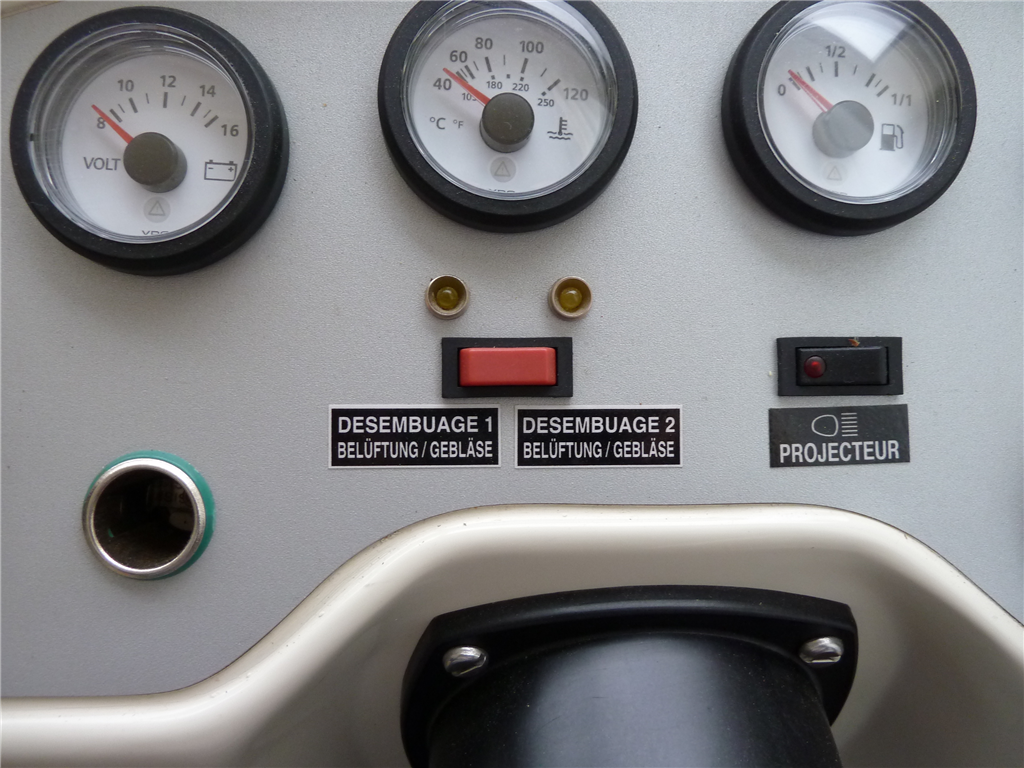 8 10 12 14 16
VOLT
40 60 80 100 120
180 220 250
°C °F
0 1/2 1/1
DESEMBUAGE 1
BELÜFTUNG / GEBLÄSE
DESEMBUAGE 2
BELÜFTUNG / GEBLÄSE
PROJECTEUR